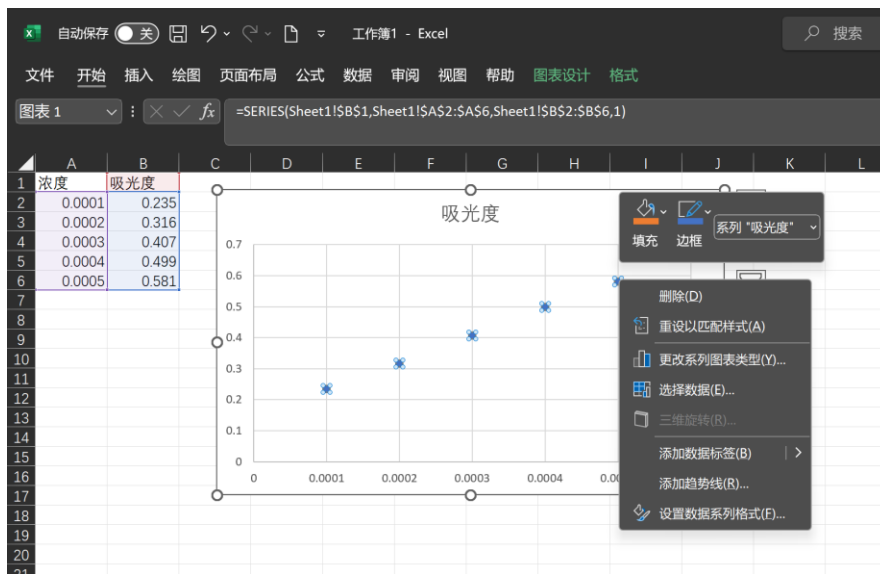 自动保存 关 工作簿1 - Excel 搜索
文件 开始 插入 绘图 页面布局 公式 数据 审阅 视图 帮助 图表设计 格式
图表 1 fx =SERIES(Sheet1!$B$1,Sheet1!$A$2:$A$6,Sheet1!$B$2:$B$6,1)
A B C D E F G H I J K L
1 浓度 吸光度
2 0.0001 0.235
3 0.0002 0.316
4 0.0003 0.407
5 0.0004 0.499
6 0.0005 0.581
7
8
9
10
11
12
13
14
15
16
17
18
19
20
21
吸光度
0.7
0.6
0.5
0.4
0.3
0.2
0.1
0
0 0.0001 0.0002 0.0003 0.0004 0.00
填充 边框 系列 "吸光度"
删除(D)
重设以匹配样式(A)
更改系列图表类型(Y)...
选择数据(E)...
三维旋转(R)...
添加数据标签(B)
添加趋势线(R)...
设置数据系列格式(F)...